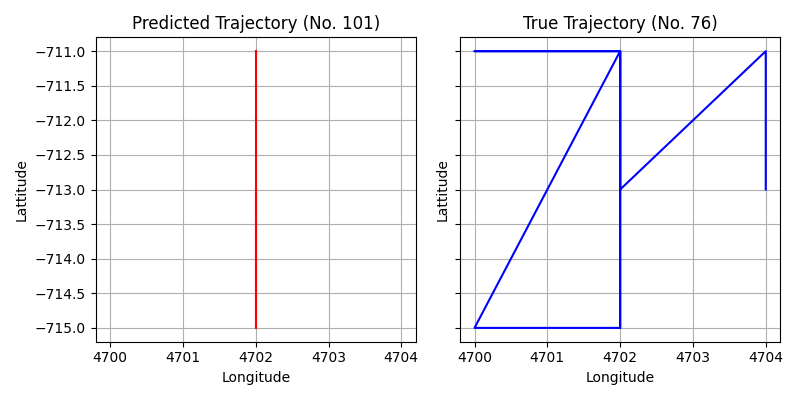 Predicted Trajectory (No. 101)
True Trajectory (No. 76)
−711.0
−711.5
−712.0
−712.5
−713.0
−713.5
−714.0
−714.5
−715.0
Lattitude
Lattitude
4700 4701 4702 4703 4704
4700 4701 4702 4703 4704
Longitude
Longitude